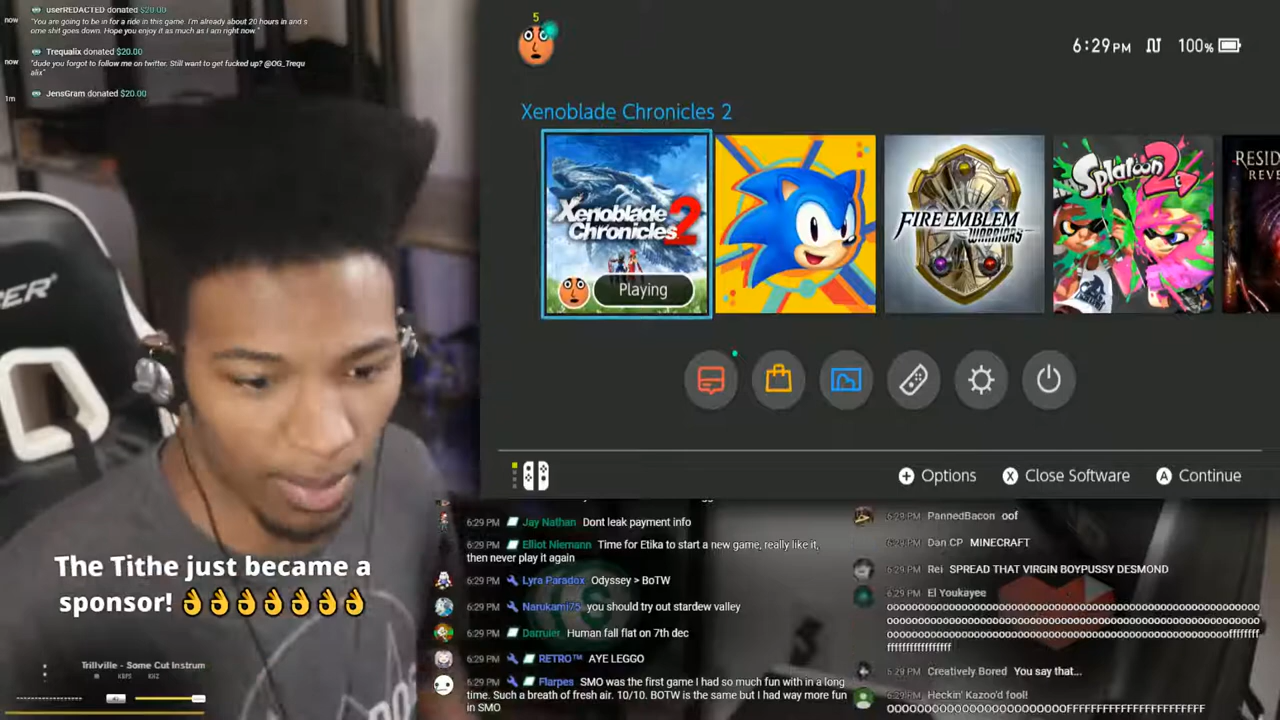 now
userREDACTED donated $20.00
"You are going to be in for a ride in this game. I'm already about 20 hours in and s
ome shit goes down. Hope you enjoy it as much as I am right now."
Trequalix donated $20.00
now
"dude you forgot to follow me on twitter. Still want to get fucked up? @OG_Trequ
alix"
1m
JensGram donated $20.00
5
6:29 PM
100%
Xenoblade Chronicles 2
Xenoblade
Chronicles 2
Playing
FIRE EMBLEM
WARRIORS
Splatoon 2
RESID
REVE
Options
Close Software
Continue
The Tithe just became a
sponsor! 👌👌👌👌👌👌👌
Trillville - Some Cut Instrum
KBPS KHZ
6:29 PM Jay Nathan Dont leak payment info
6:29 PM Elliot Niemann Time for Etika to start a new game, really like it,
then never play it again
6:29 PM Lyra Paradox Odyssey > BoTW
6:29 PM Narukami75 you should try out stardew valley
6:29 PM Darruier Human fall flat on 7th dec
6:29 PM RETRO™ AYE LEGGO
6:29 PM Flarpes SMO was the first game I had so much fun with in a long
time. Such a breath of fresh air. 10/10. BOTW is the same but I had way more fun
in SMO
6:29 PM PannedBacon oof
6:29 PM Dan CP MINECRAFT
6:29 PM Rei SPREAD THAT VIRGIN BOYPUSSY DESMOND
6:29 PM El Youkayee
6:29 PM Creatively Bored You say that...
6:29 PM Heckin' Kazoo'd fool!